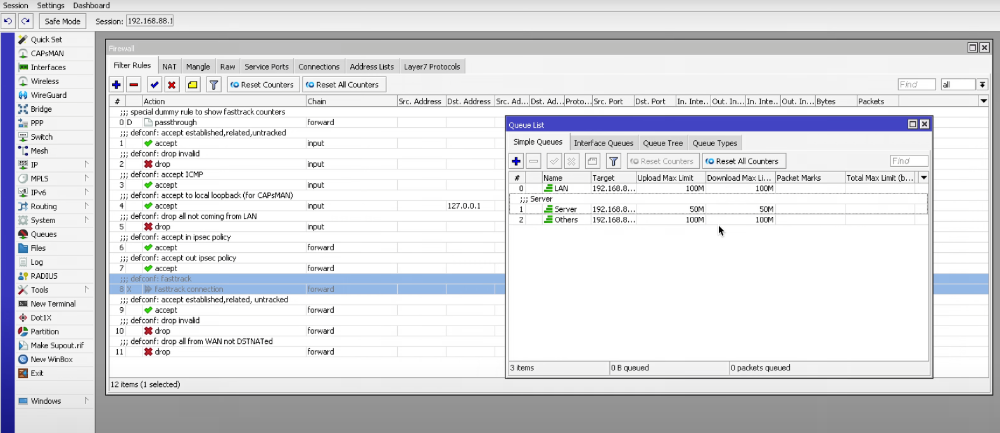 Session Settings Dashboard
Safe Mode Session: 192.168.88.1
Quick Set
CAPsMAN
Interfaces
Wireless
WireGuard
Bridge
PPP
Switch
Mesh
IP
MPLS
IPv6
Routing
System
Queues
Files
Log
RADIUS
Tools
New Terminal
Dot1X
Partition
Make Supout.rif
New WinBox
Exit
Windows
Firewall
Filter Rules NAT Mangle Raw Service Ports Connections Address Lists Layer7 Protocols
Reset Counters Reset All Counters Find all
# Action Chain Src. Address Dst. Address Src. Ad... Dst. Ad... Proto... Src. Port Dst. Port In. Inte... Out. In... In. Inte... Out. In... Bytes Packets
;;; special dummy rule to show fasttrack counters
0 D passthrough forward
;;; defconf: accept established,related,untracked
1 accept input
;;; defconf: drop invalid
2 drop input
;;; defconf: accept ICMP
3 accept input
;;; defconf: accept to local loopback (for CAPsMAN)
4 accept input 127.0.0.1
;;; defconf: drop all not coming from LAN
5 drop input
;;; defconf: accept in ipsec policy
6 accept forward
;;; defconf: accept out ipsec policy
7 accept forward
;;; defconf: fasttrack
8 X fasttrack connection forward
;;; defconf: accept established,related, untracked
9 accept forward
;;; defconf: drop invalid
10 drop forward
;;; defconf: drop all from WAN not DSTNATed
11 drop forward
12 items (1 selected)
Queue List
Simple Queues Interface Queues Queue Tree Queue Types
Reset Counters Reset All Counters Find
# Name Target Upload Max Limit Download Max Li... Packet Marks Total Max Limit (b...
0 LAN 192.168.8... 100M 100M
;;; Server
1 Server 192.168.8... 50M 50M
2 Others 192.168.8... 100M 100M
3 items 0 B queued 0 packets queued